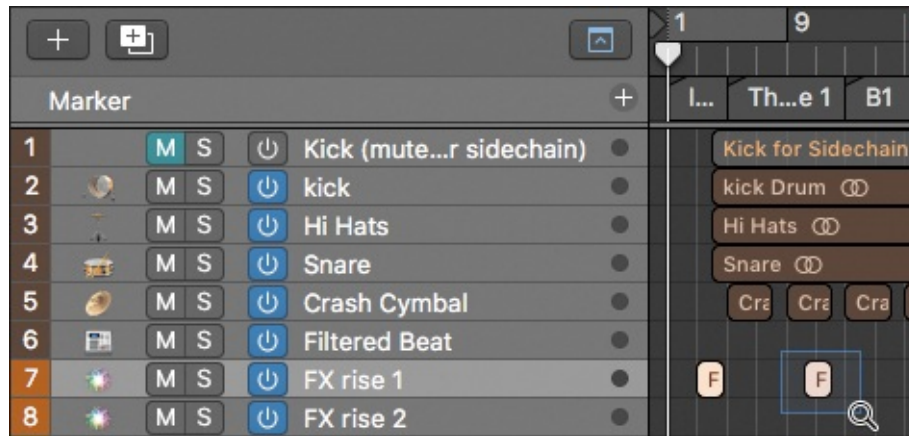 1 9
Marker I... Th...e 1 B1
1 M S Kick (mute...r sidechain) Kick for Sidechain
2 M S kick kick Drum
3 M S Hi Hats Hi Hats
4 M S Snare Snare
5 M S Crash Cymbal Cra Cra Cra
6 M S Filtered Beat
7 M S FX rise 1 F F
8 M S FX rise 2